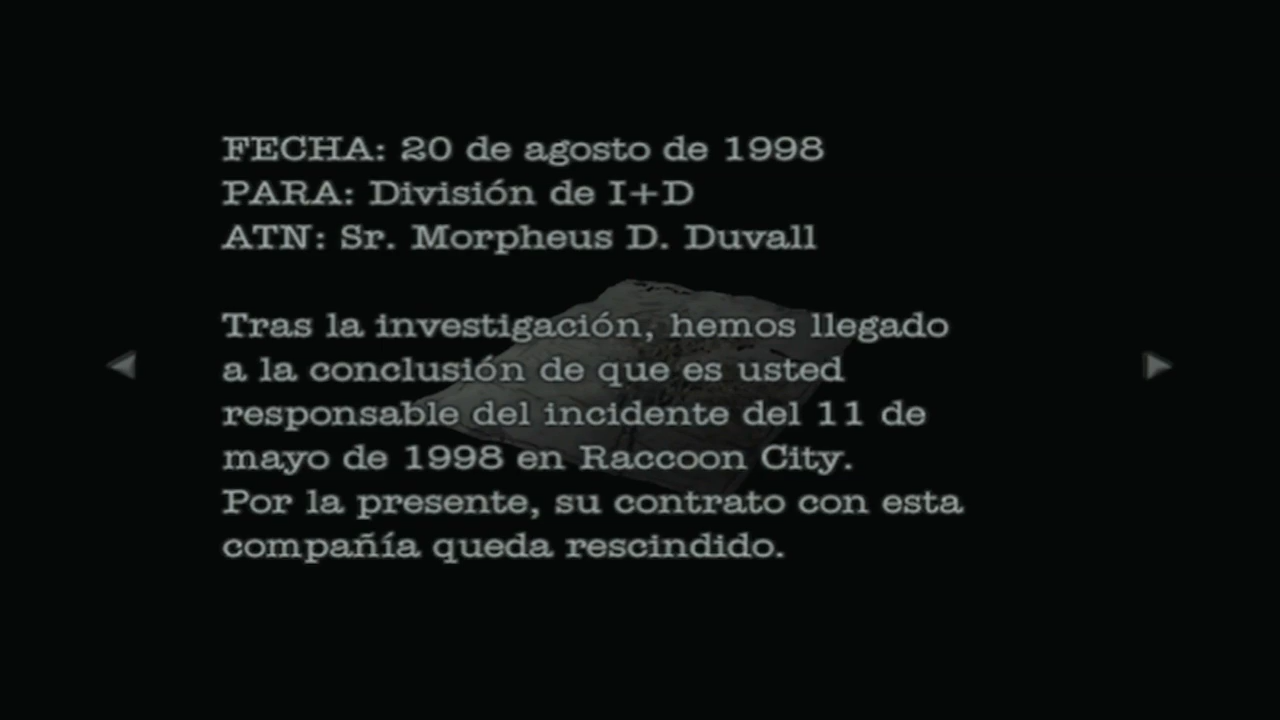 FECHA: 20 de agosto de 1998
PARA: División de I+D
ATN: Sr. Morpheus D. Duvall
Tras la investigación, hemos llegado
a la conclusión de que es usted
responsable del incidente del 11 de
mayo de 1998 en Raccoon City.
Por la presente, su contrato con esta
compañía queda rescindido.